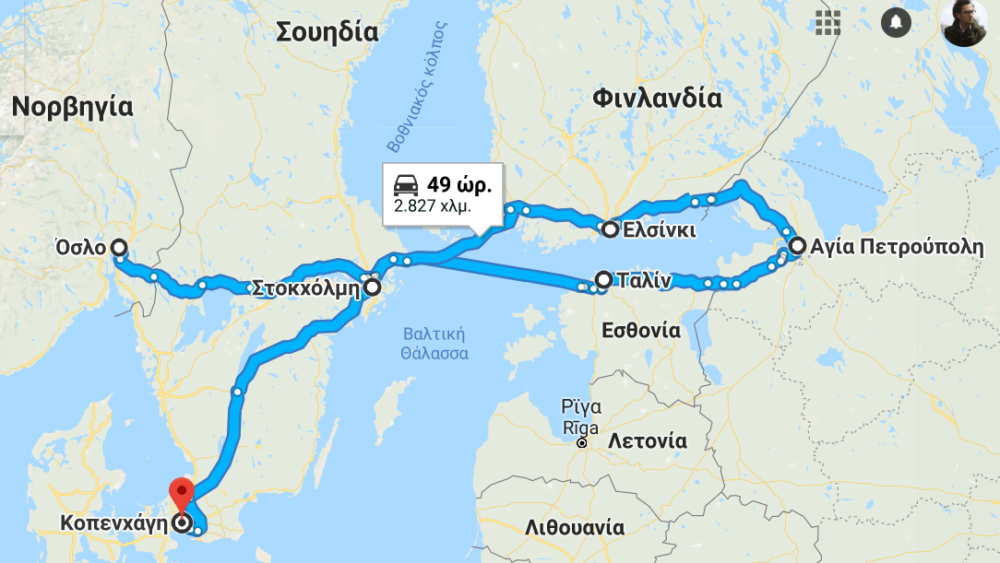 Σουηδία
Νορβηγία
Βοθνιακός κόλπος
Φινλανδία
49 ώρ.
2.827 χλμ.
Ελσίνκι
Όσλο
Αγία Πετρούπολη
Στοκχόλμη
Ταλίν
Βαλτική
Θάλασσα
Εσθονία
Ρϊγα
Rīga
Λετονία
Κοπενχάγη
Λιθουανία